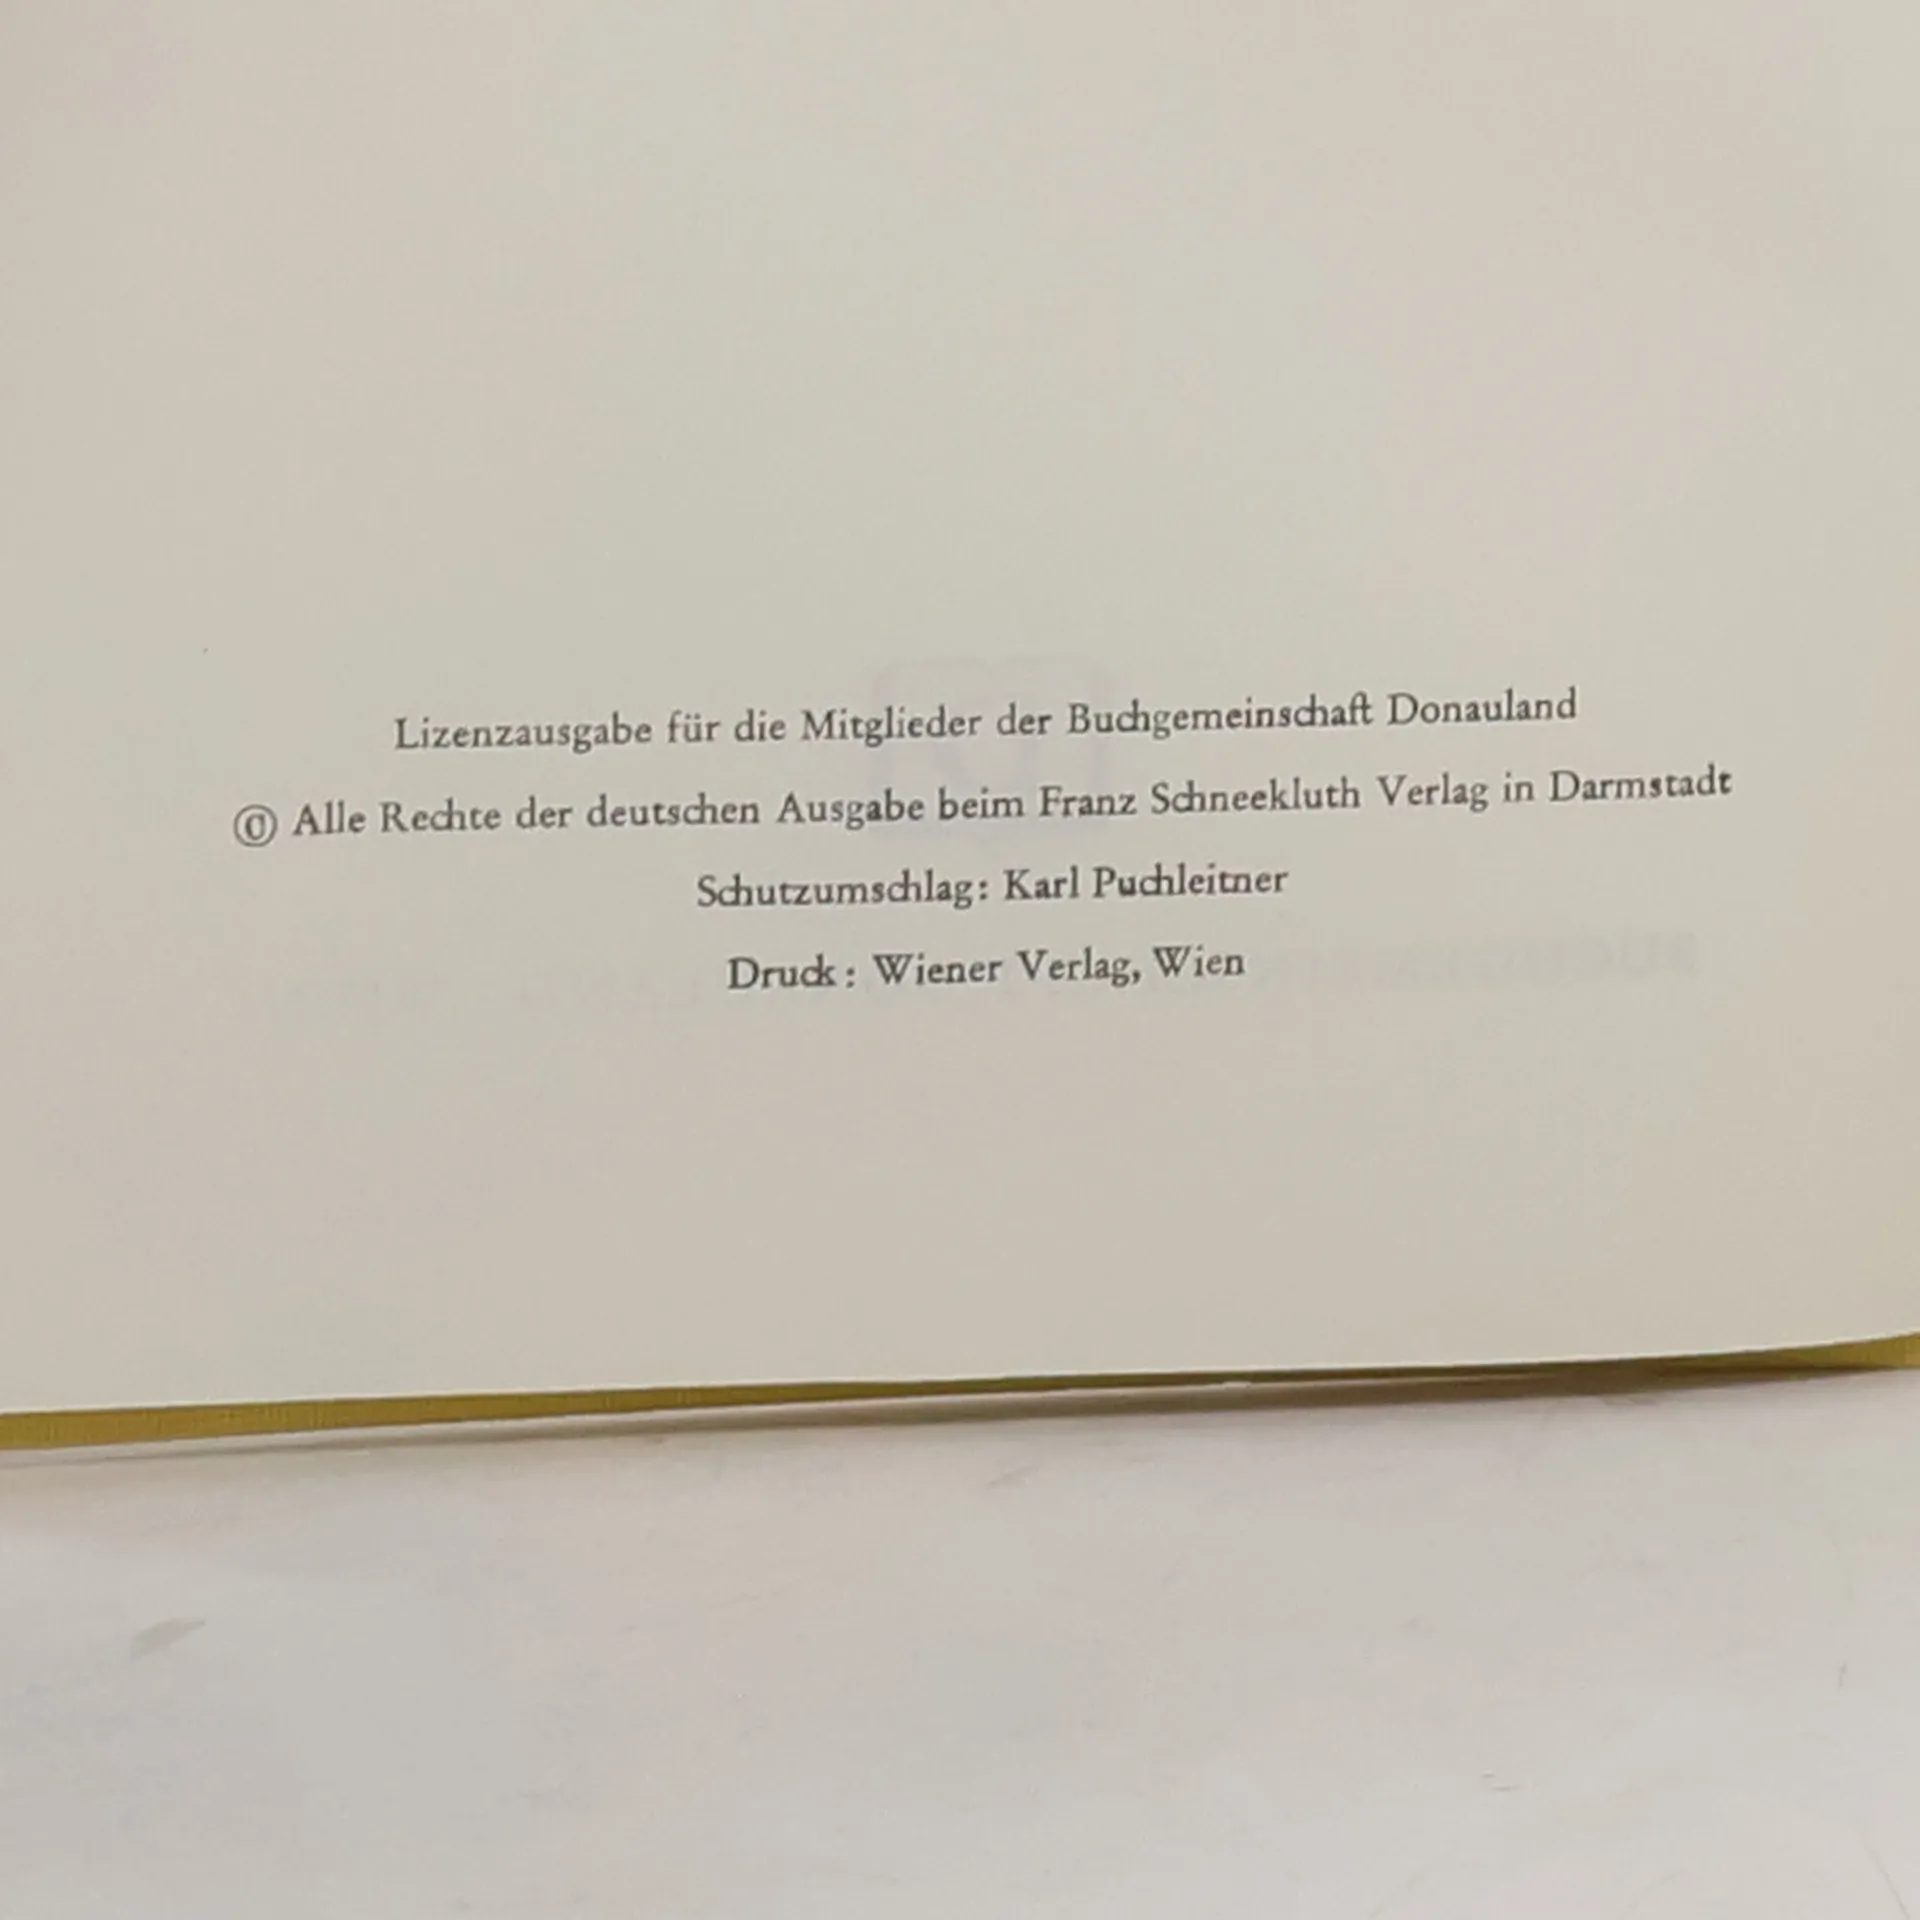 Lizenzausgabe für die Mitglieder der Buchgemeinschaft Donauland
© Alle Rechte der deutschen Ausgabe beim Franz Schneekluth Verlag in Darmstadt
Schutzumschlag: Karl Puchleitner
Druck: Wiener Verlag, Wien